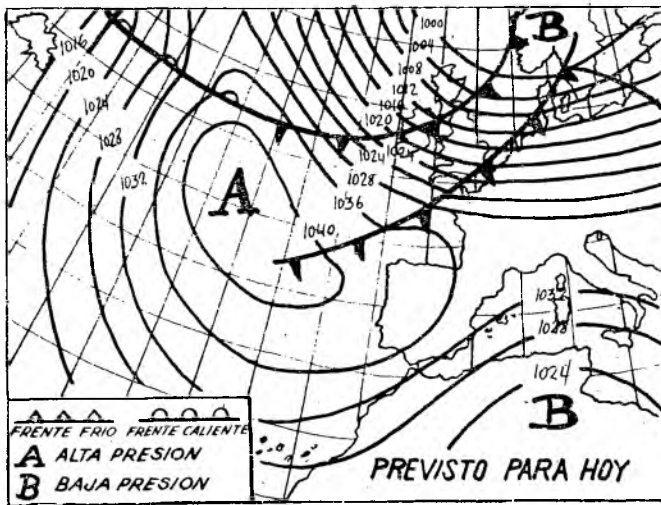 1000
B
1004
1008
1012
1016
1016
1020
1020
1024
1024
1024
1028
1028
1032
1036
A
1040
1032
1028
1024
B
FRENTE FRIO FRENTE CALIENTE
A ALTA PRESION
B BAJA PRESION
PREVISTO PARA HOY